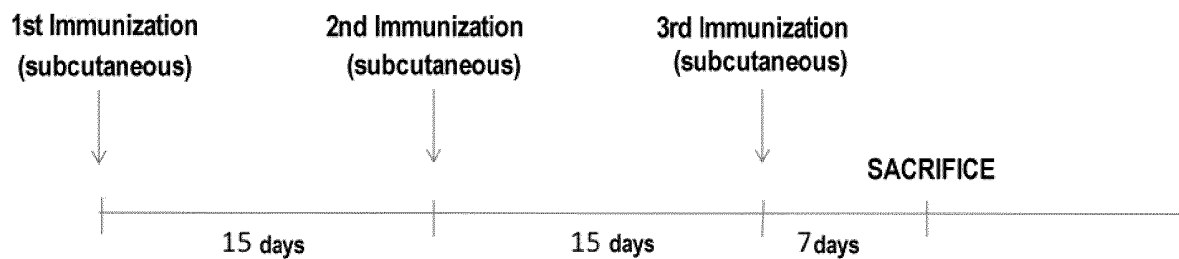 1st Immunization
(subcutaneous)
2nd Immunization
(subcutaneous)
3rd Immunization
(subcutaneous)
SACRIFICE
15 days
15 days
7days